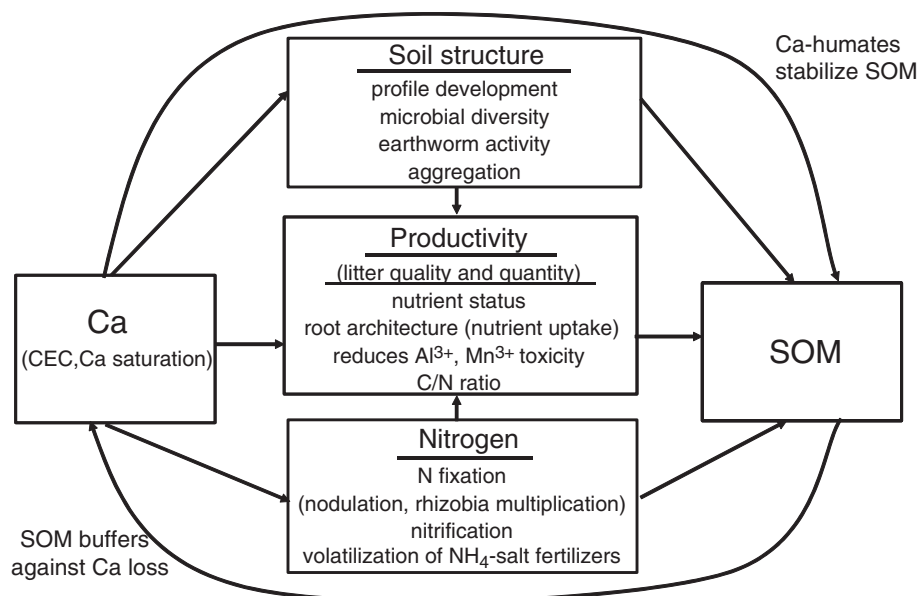 Ca-humates
stabilize SOM
Soil structure
profile development
microbial diversity
earthworm activity
aggregation
Productivity
(litter quality and quantity)
nutrient status
root architecture (nutrient uptake)
reduces Al³⁺, Mn³⁺ toxicity
C/N ratio
Ca
(CEC,Ca saturation)
SOM
Nitrogen
N fixation
(nodulation, rhizobia multiplication)
nitrification
volatilization of NH₄-salt fertilizers
SOM buffers
against Ca loss